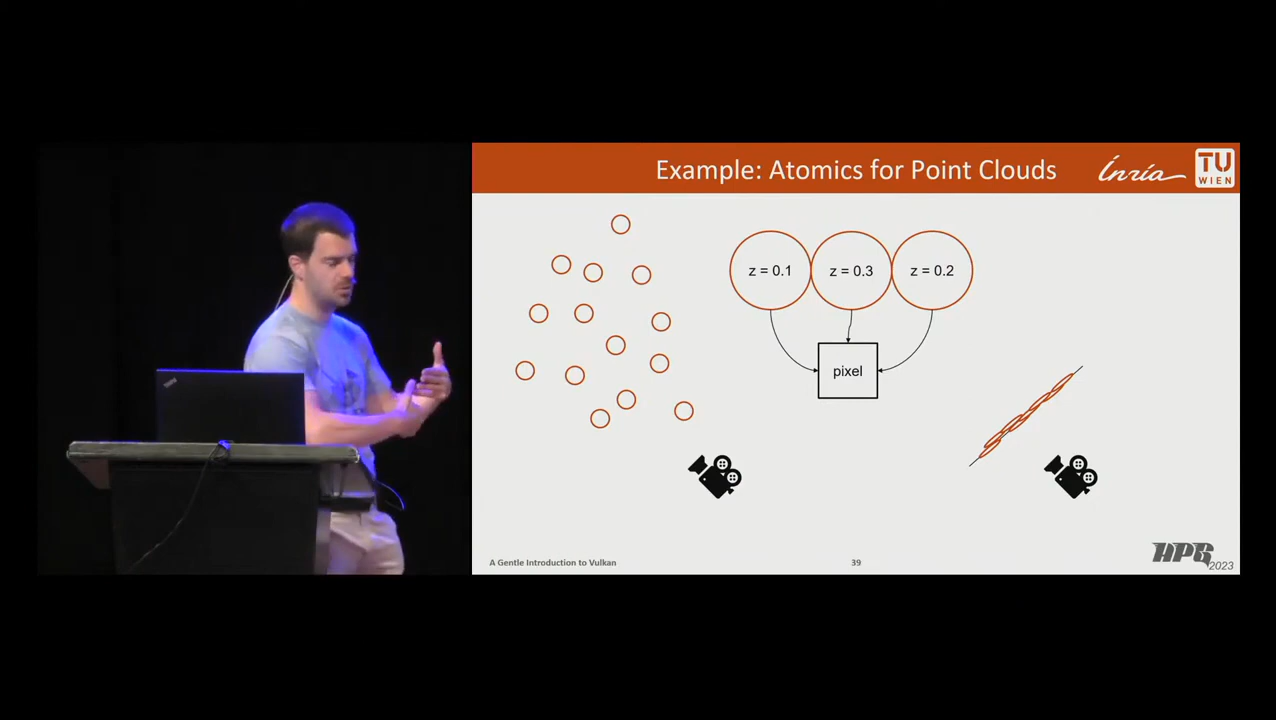 Example: Atomics for Point Clouds
Inria
TU
WIEN
z = 0.1
z = 0.3
z = 0.2
pixel
A Gentle Introduction to Vulkan
39
HPG
2023